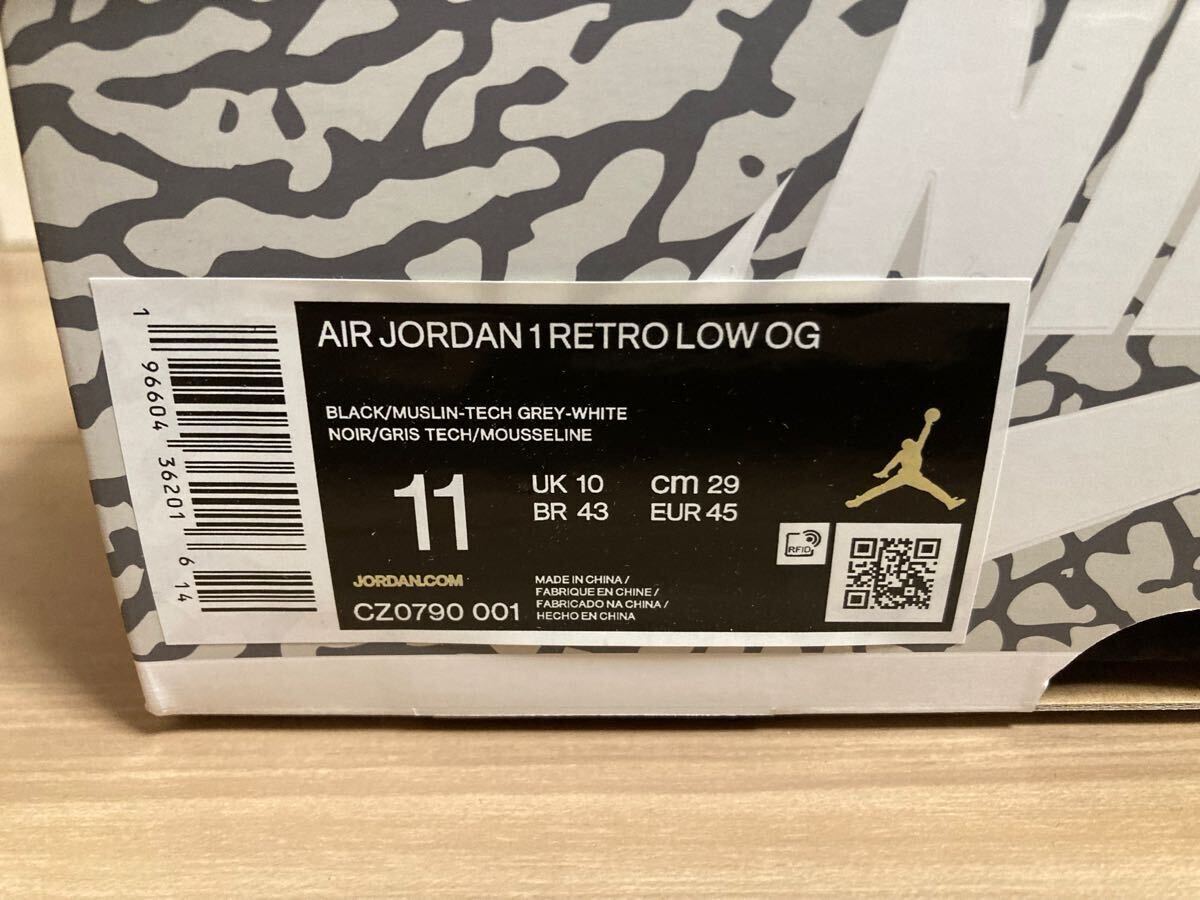 AIR JORDAN 1 RETRO LOW OG
BLACK/MUSLIN-TECH GREY-WHITE
NOIR/GRIS TECH/MOUSSELINE
11
UK 10
cm 29
BR 43
EUR 45
JORDAN.COM
CZ0790 001
MADE IN CHINA /
FABRIQUE EN CHINE /
FABRICADO NA CHINA /
HECHO EN CHINA
RFID
1 96604 36201 6 14